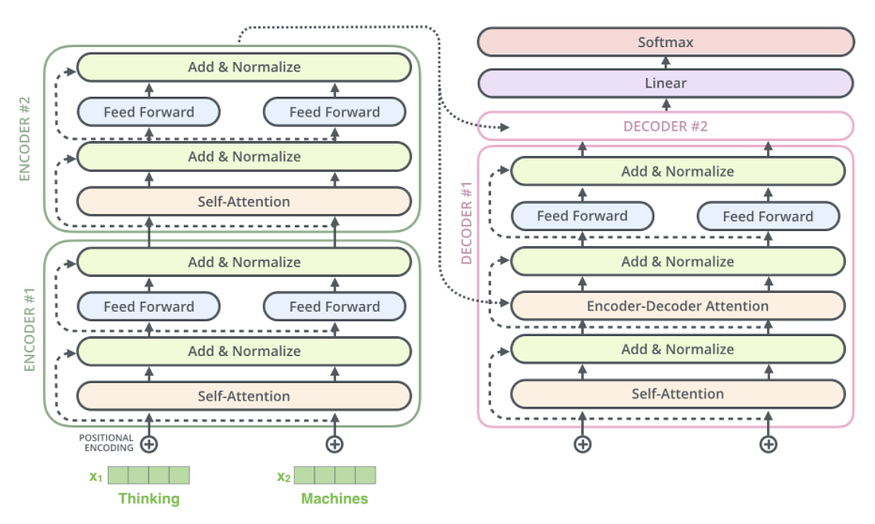 ENCODER #2
Add & Normalize
Feed Forward
Feed Forward
Add & Normalize
Self-Attention
ENCODER #1
Add & Normalize
Feed Forward
Feed Forward
Add & Normalize
Self-Attention
POSITIONAL
ENCODING
x1
x2
Thinking
Machines
Softmax
Linear
DECODER #2
DECODER #1
Add & Normalize
Feed Forward
Feed Forward
Add & Normalize
Encoder-Decoder Attention
Add & Normalize
Self-Attention